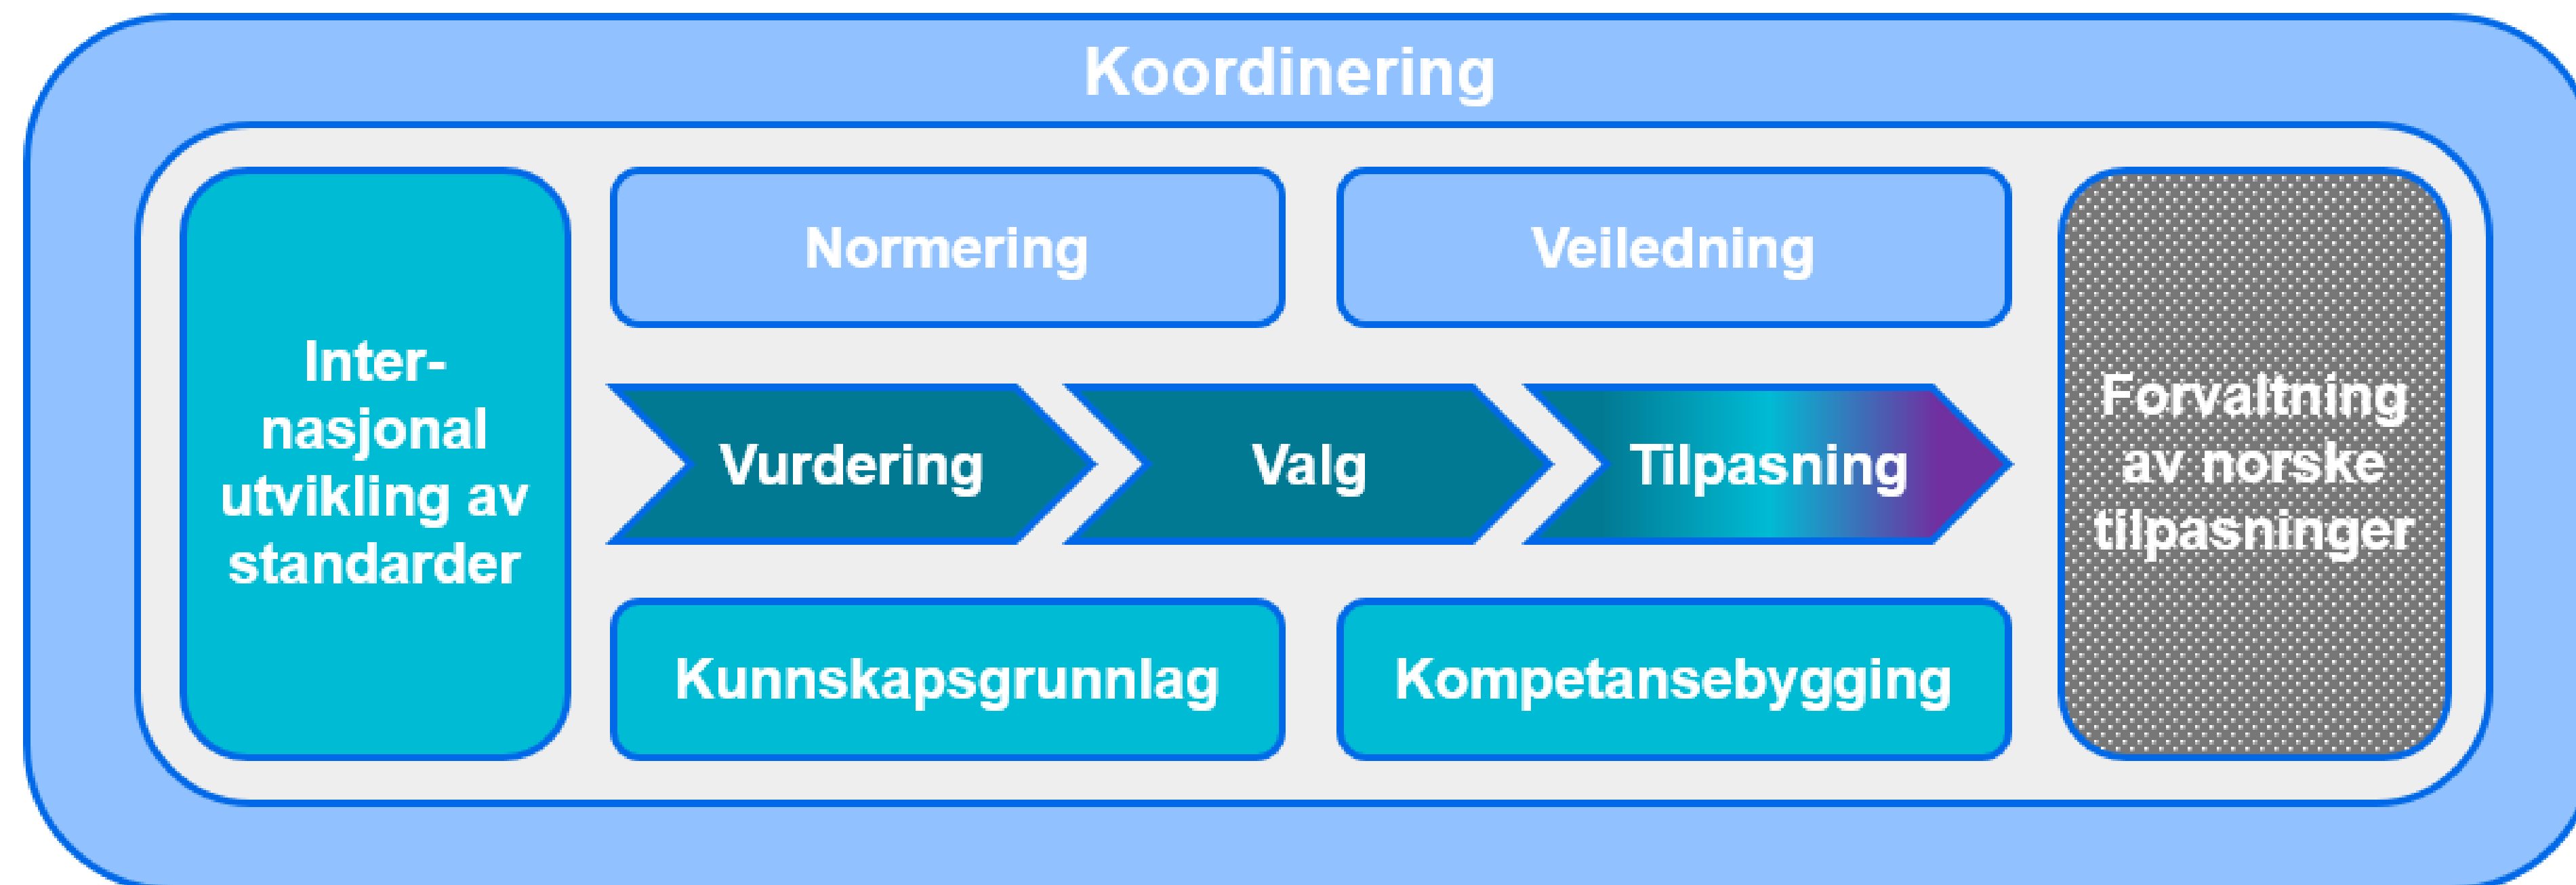 Koordinering
Inter-
nasjonal
utvikling av
standarder
Normering
Veiledning
Vurdering
Valg
Tilpasning
Kunnskapsgrunnlag
Kompetansebygging
Forvaltning
av norske
tilpasninger